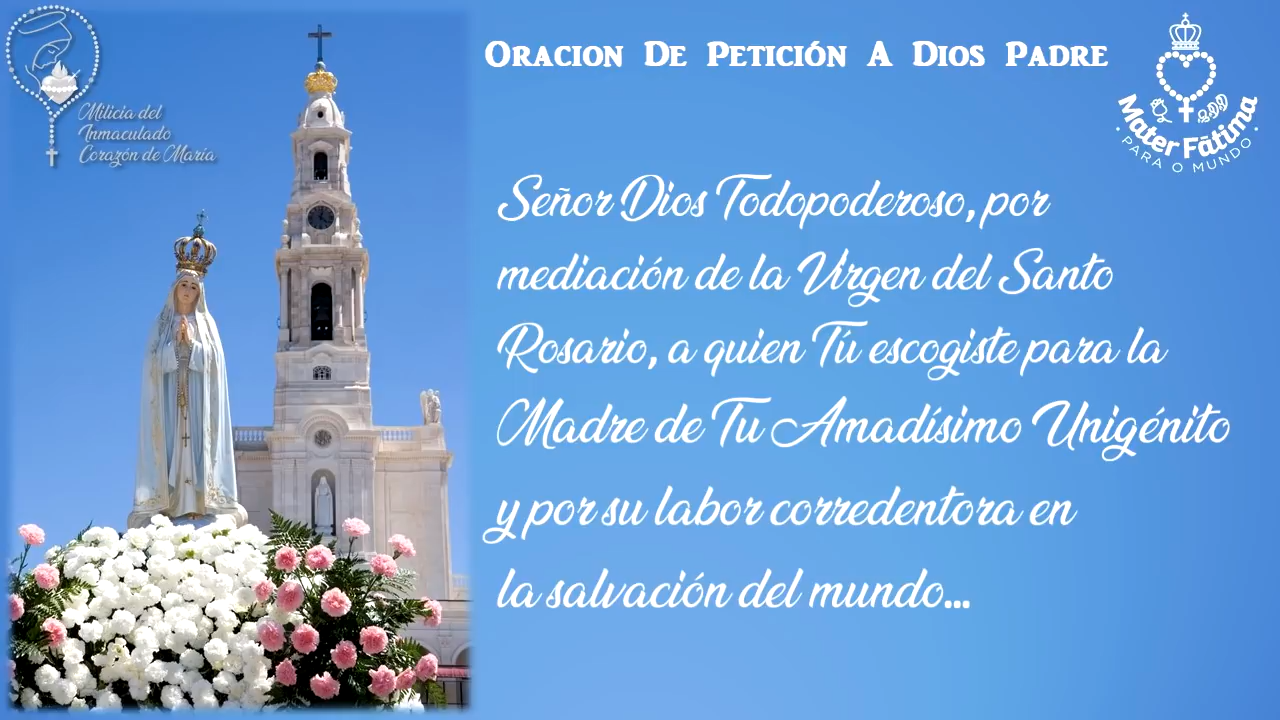 Milicia del
Inmaculado
Corazón de María
ORACION DE PETICIÓN A DIOS PADRE
Mater Fátima
• PARA O MUNDO •
Señor Dios Todopoderoso, por
mediación de la Virgen del Santo
Rosario, a quien Tú escogiste para la
Madre de Tu Amadísimo Unigénito
y por su labor corredentora en
la salvación del mundo...